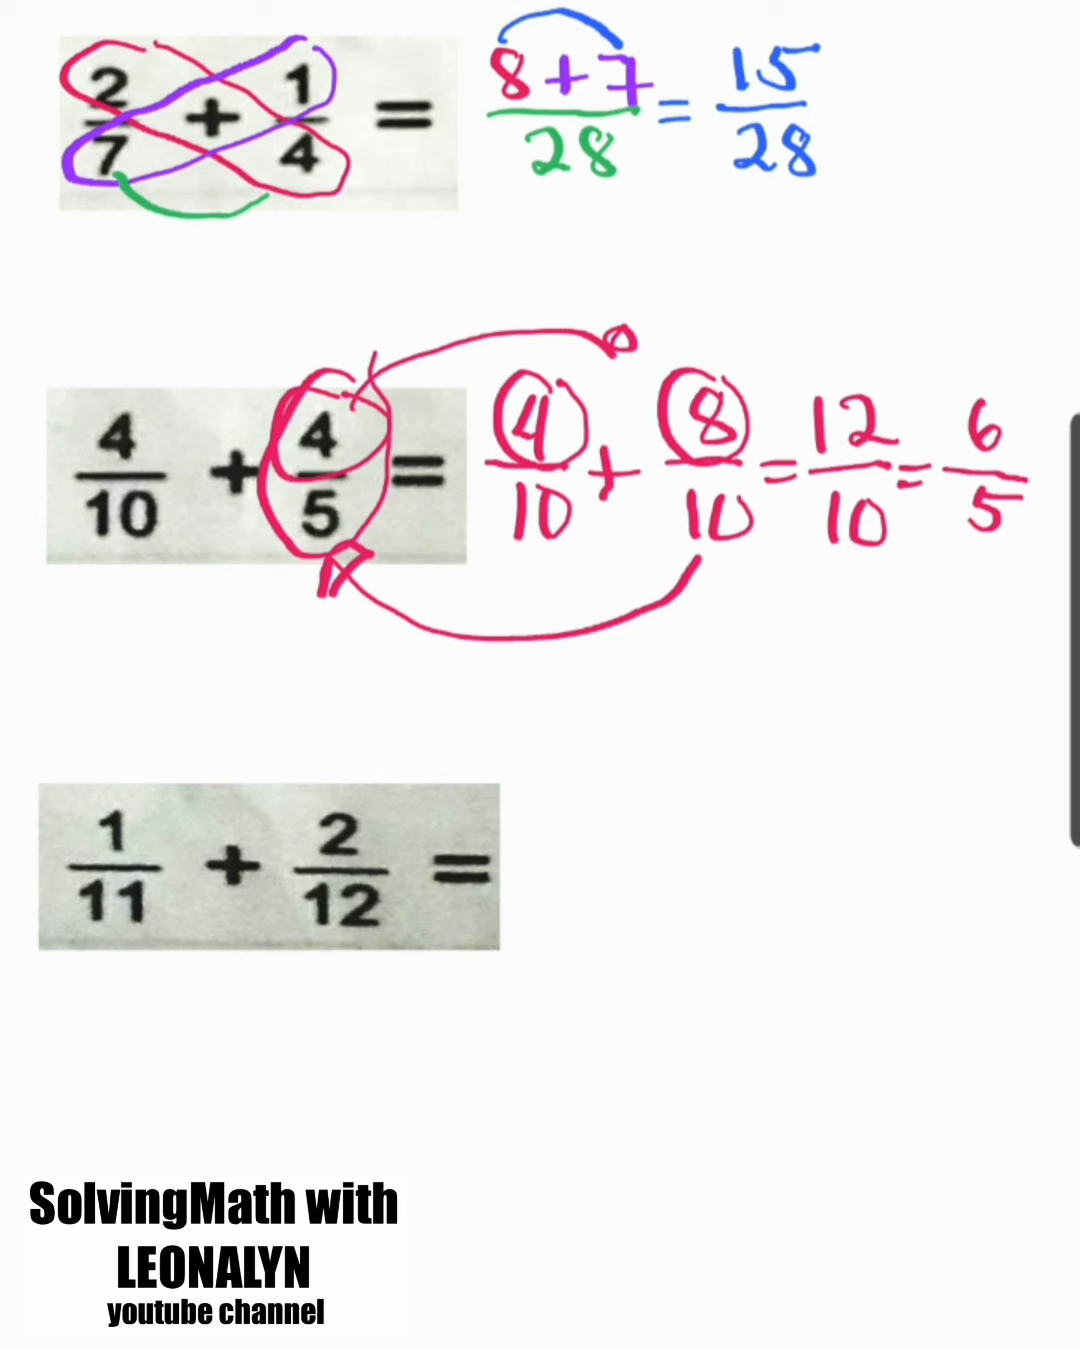 2/7 + 1/4 = 8 + 7/28 = 15/28
4/10 + 4/5 = 4/10 + 8/10 = 12/10 = 6/5
1/11 + 2/12 =
SolvingMath with
LEONALYN
youtube channel